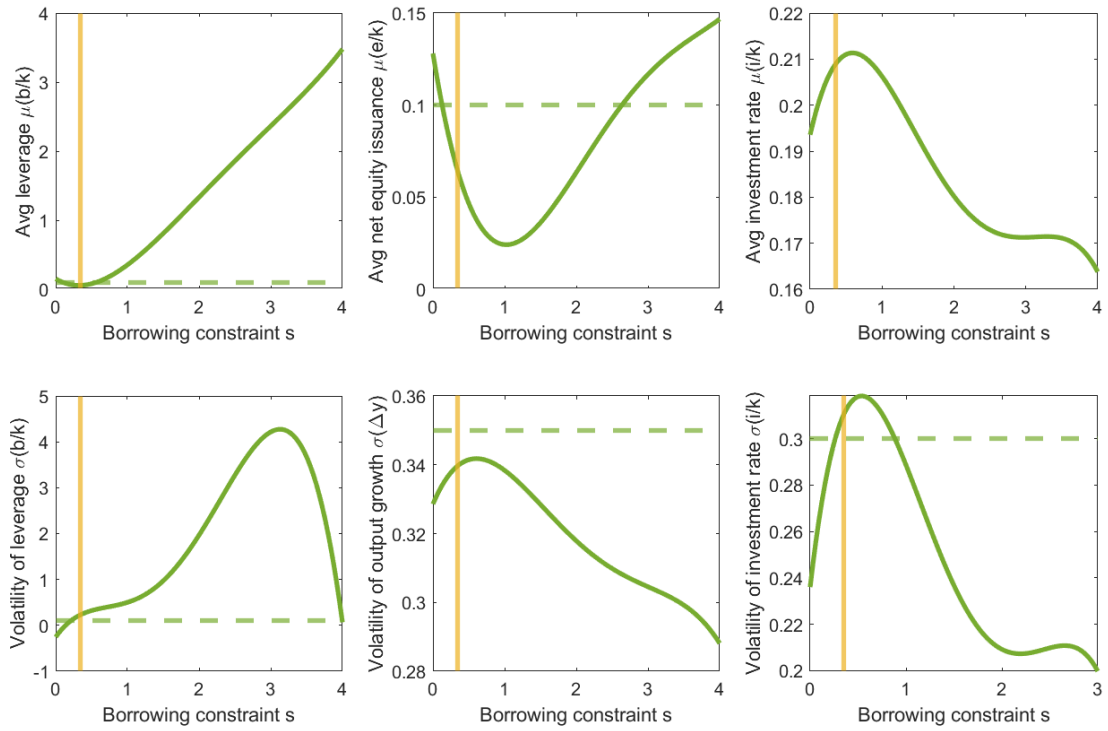 Avg leverage μ(b/k)
4
3
2
1
0
0 1 2 3 4
Borrowing constraint s
Avg net equity issuance μ(e/k)
0.15
0.1
0.05
0
0 1 2 3 4
Borrowing constraint s
Avg investment rate μ(i/k)
0.22
0.21
0.2
0.19
0.18
0.17
0.16
0 1 2 3 4
Borrowing constraint s
Volatility of leverage σ(b/k)
5
4
3
2
1
0
-1
0 1 2 3 4
Borrowing constraint s
Volatility of output growth σ(Δy)
0.36
0.34
0.32
0.3
0.28
0 1 2 3 4
Borrowing constraint s
Volatility of investment rate σ(i/k)
0.3
0.28
0.26
0.24
0.22
0.2
0 1 2 3
Borrowing constraint s